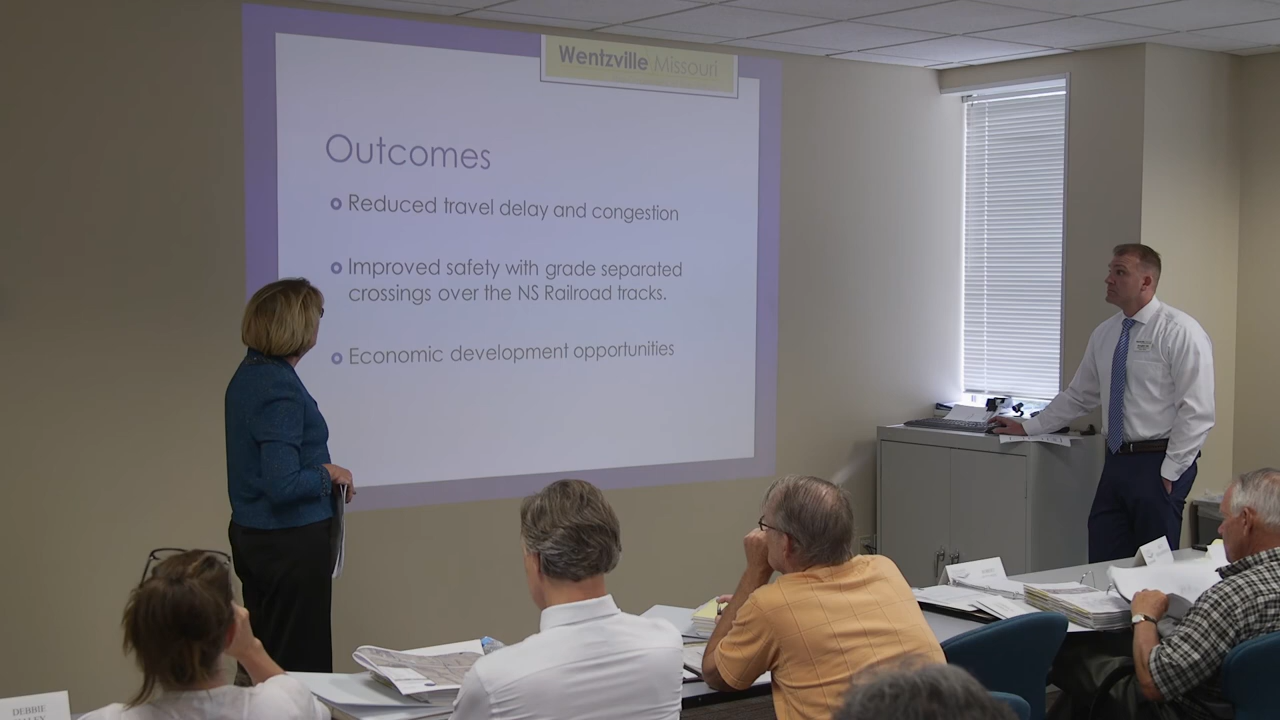 Wentzville Missouri
Outcomes
Reduced travel delay and congestion
Improved safety with grade separated
crossings over the NS Railroad tracks.
Economic development opportunities
DEBBIE